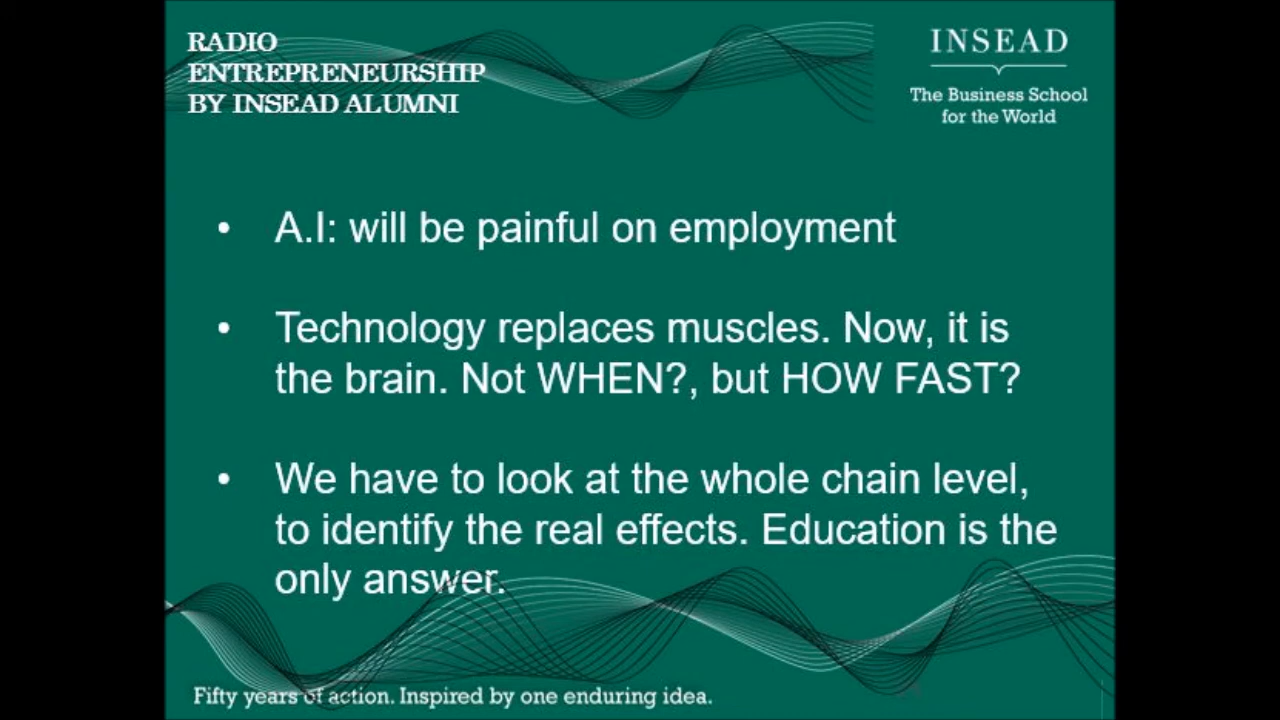 RADIO
ENTREPRENEURSHIP
BY INSEAD ALUMNI
INSEAD
The Business School
for the World
• A.I: will be painful on employment
• Technology replaces muscles. Now, it is
the brain. Not WHEN?, but HOW FAST?
• We have to look at the whole chain level,
to identify the real effects. Education is the
only answer.
Fifty years of action. Inspired by one enduring idea.